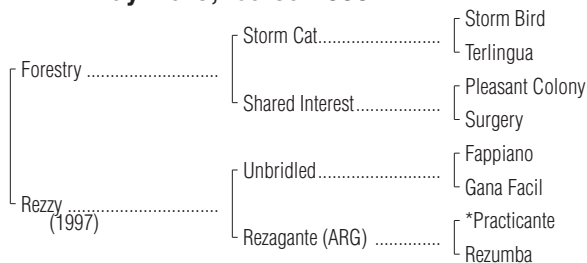 Storm Bird
Storm Cat........................................
Terlingua
Forestry ...........................................
Pleasant Colony
Shared Interest...........................
Surgery
Fappiano
Unbridled........................................
Gana Facil
Rezzy .................................................
(1997)
*Practicante
Rezagante (ARG) .....................
Rezumba